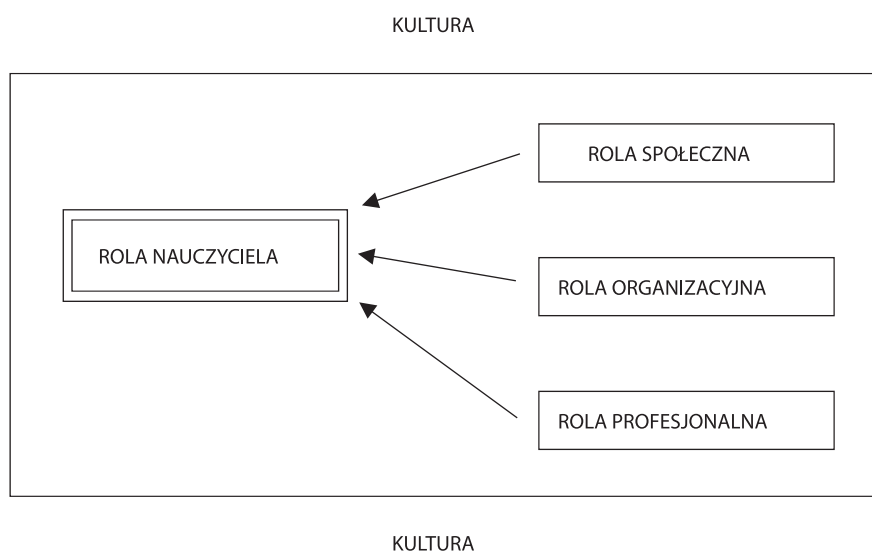 KULTURA
ROLA SPOŁECZNA
ROLA NAUCZYCIELA
ROLA ORGANIZACYJNA
ROLA PROFESJONALNA
KULTURA